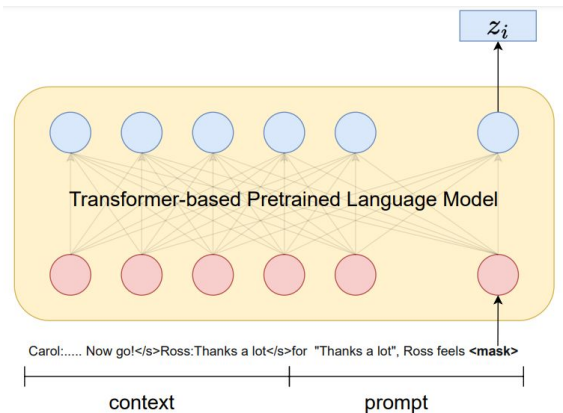 z_i
Transformer-based Pretrained Language Model
Carol:..... Now go!</s>Ross:Thanks a lot</s>for "Thanks a lot", Ross feels <mask>
context prompt